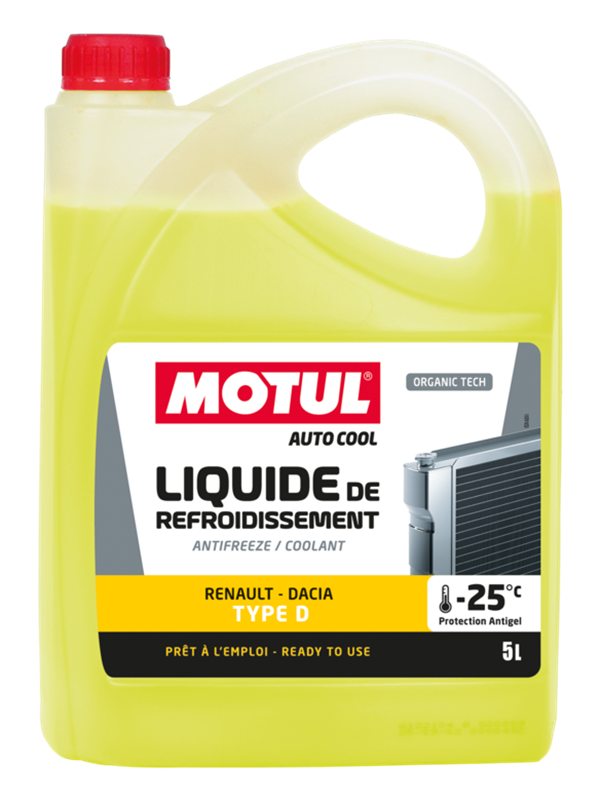 MOTUL®
ORGANIC TECH
AUTO COOL
LIQUIDE DE
REFROIDISSEMENT
ANTIFREEZE / COOLANT
RENAULT - DACIA
TYPE D
-25°C
Protection Antigel
PRÊT À L'EMPLOI - READY TO USE
5L